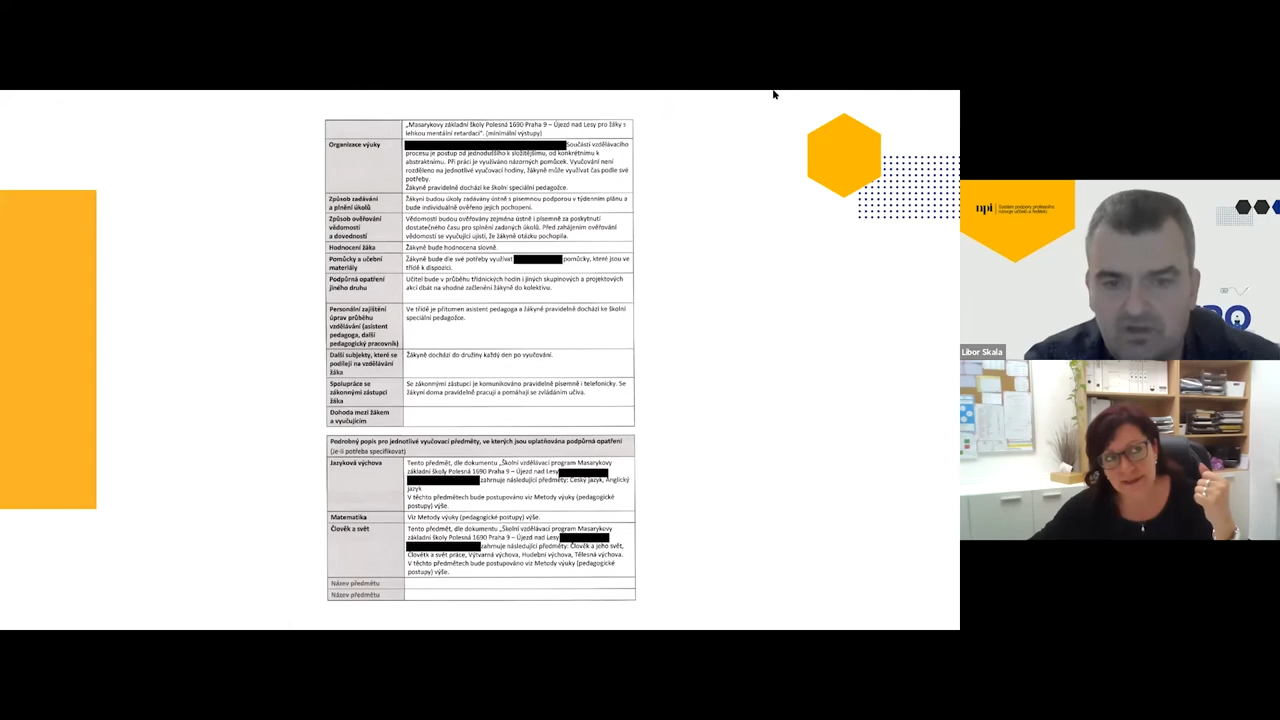 „Masarykovy základní školy Polesná 1690 Praha 9 – Újezd nad Lesy pro žáky s
lehkou mentální retardací“. (minimální výstupy)
Organizace výuky
Součástí vzdělávacího
procesu je postup od jednoduššího k složitějšímu, od konkrétnímu k
abstraktnímu. Při práci je využíváno názorných pomůcek. Vyučování není
rozděleno na jednotlivé vyučovací hodiny, žákyně může využívat čas podle své
potřeby.
Žákyně pravidelně dochází ke školní speciální pedagožce.
Způsob zadávání
a plnění úkolů
Žákyni budou úkoly zadávány ústně s písemnou podporou v týdenním plánu a
bude individuálně ověřeno jejich pochopení.
Způsob ověřování
vědomostí
a dovedností
Vědomosti budou ověřovány zejména ústně i písemně za poskytnutí
dostatečného času pro splnění zadaných úkolů. Před zahájením ověřování
vědomostí se vyučující ujistí, že žákyně otázku pochopila.
Hodnocení žáka
Žákyně bude hodnocena slovně.
Pomůcky a učební
materiály
Žákyně bude dle své potřeby využívat
pomůcky, které jsou ve
třídě k dispozici.
Podpůrná opatření
jiného druhu
Učitel bude v průběhu třídnických hodin i jiných skupinových a projektových
akcí dbát na vhodné začlenění žákyně do kolektivu.
Personální zajištění
úprav průběhu
vzdělávání (asistent
pedagoga, další
pedagogický pracovník)
Ve třídě je přítomen asistent pedagoga a žákyně pravidelně dochází ke školní
speciální pedagožce.
Další subjekty, které se
podílejí na vzdělávání
žáka
Žákyně dochází do družiny každý den po vyučování.
Spolupráce se
zákonnými zástupci
žáka
Se zákonnými zástupci je komunikováno pravidelně písemně i telefonicky. Se
žákyní doma pravidelně pracují a pomáhají se zvládáním učiva.
Dohoda mezi žákem
a vyučujícím
Podrobný popis pro jednotlivé vyučovací předměty, ve kterých jsou uplatňována podpůrná opatření
(Je-li potřeba specifikovat)
Jazyková výchova
Tento předmět, dle dokumentu „Školní vzdělávací program Masarykovy
základní školy Polesná 1690 Praha 9 – Újezd nad Lesy
zahrnuje následující předměty: Český jazyk, Anglický
jazyk
V těchto předmětech bude postupováno viz Metody výuky (pedagogické
postupy) výše.
Matematika
Viz Metody výuky (pedagogické postupy) výše.
Člověk a svět
Tento předmět, dle dokumentu „Školní vzdělávací program Masarykovy
základní školy Polesná 1690 Praha 9 – Újezd nad Lesy
zahrnuje následující předměty: Člověk a jeho svět,
Člověk a svět práce, Výtvarná výchova, Hudební výchova, Tělesná výchova.
V těchto předmětech bude postupováno viz Metody výuky (pedagogické
postupy) výše.
Název předmětu
Název předmětu
npi
Systém podpory profesního
rozvoje učitelů a ředitelů
Libor Skala